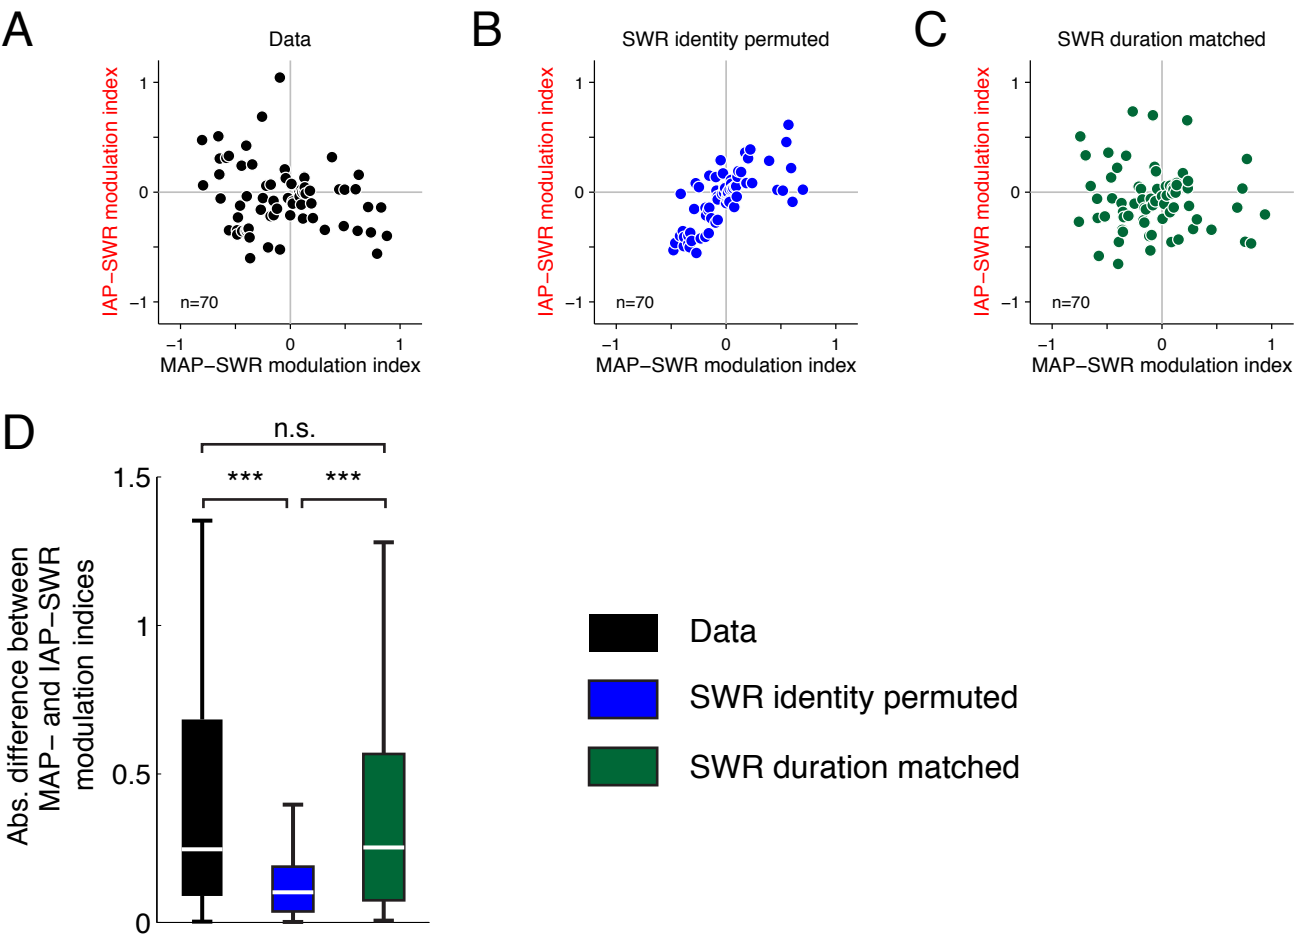 A
Data
IAP−SWR modulation index
1
0
−1
n=70
−1
0
1
MAP−SWR modulation index
B
SWR identity permuted
IAP−SWR modulation index
1
0
−1
n=70
−1
0
1
MAP−SWR modulation index
C
SWR duration matched
IAP−SWR modulation index
1
0
−1
n=70
−1
0
1
MAP−SWR modulation index
D
Abs. difference between
MAP− and IAP−SWR
modulation indices
1.5
1
0.5
0
n.s.
***
***
Data
SWR identity permuted
SWR duration matched